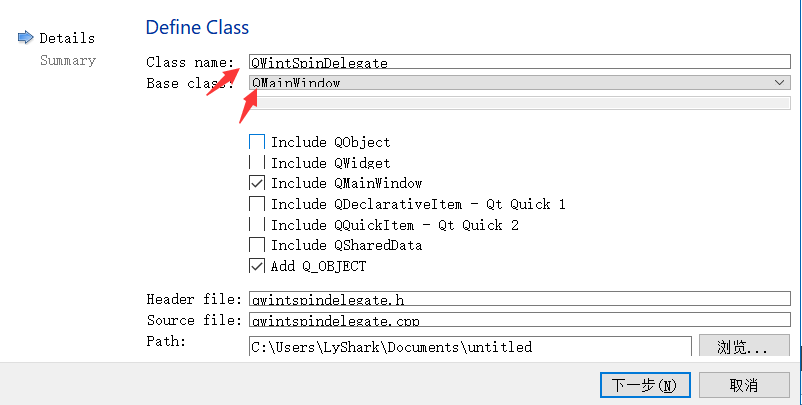 Define Class
Details
Summary
Class name: QWintSpinDelegate
Base class: QMainWindow
Include QObject
Include QWidget
Include QMainWindow
Include QDeclarativeItem - Qt Quick 1
Include QQuickItem - Qt Quick 2
Include QSharedData
Add Q_OBJECT
Header file: qwintspindelegate.h
Source file: qwintspindelegate.cpp
Path: C:\Users\LyShark\Documents\untitled 浏览...
下一步(N) 取消